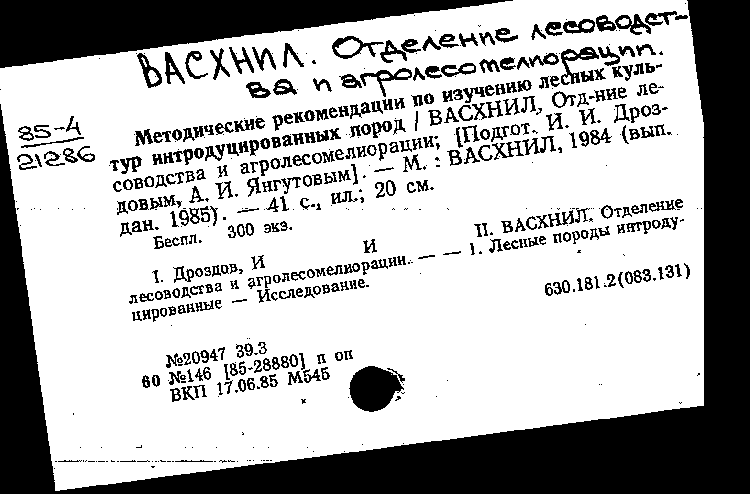 ВАСХНИЛ. Отделение лесоводст-
ва и агролесомелиорации.
85-4
21286
Методические рекомендации по изучению лесных куль-
тур интродуцированных пород / ВАСХНИЛ, Отд-ние ле-
соводства и агролесомелиорации; [Подгот. И. И. Дроз-
довым, А. И. Янгутовым]. — М. : ВАСХНИЛ, 1984 (вып.
дан. 1985). — 41 с., ил.; 20 см.
Беспл. 300 экз.
I. Дроздов, И И II. ВАСХНИЛ. Отделение
лесоводства и агролесомелиорации. — — 1. Лесные породы интроду-
цированные — Исследование.
630.181.2(083.131)
№20947 39.3
60 №146 [85-28880] п оп
ВКП 17.06.85 М545